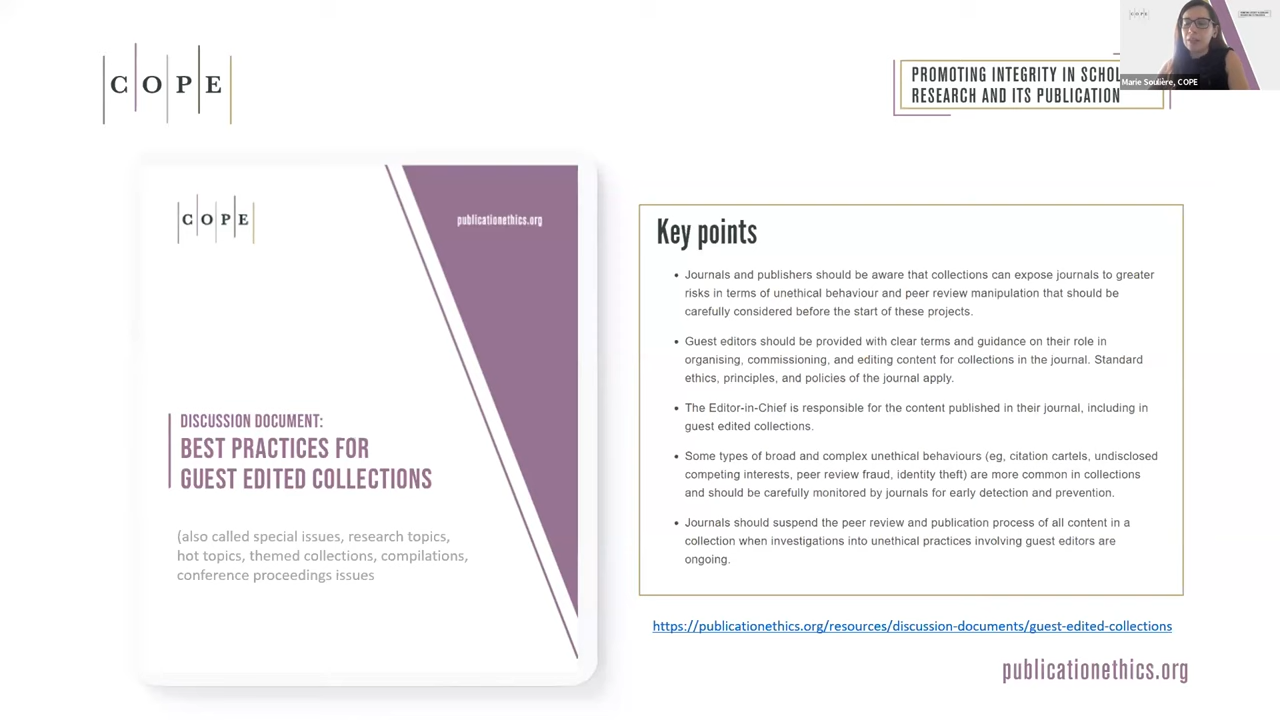 COPE
PROMOTING INTEGRITY IN
RESEARCH AND ITS PUBLICATION
Marie Soulière, COPE
COPE
publicationethics.org
DISCUSSION DOCUMENT:
BEST PRACTICES FOR
GUEST EDITED COLLECTIONS
(also called special issues, research topics,
hot topics, themed collections, compilations,
conference proceedings issues
Key points
• Journals and publishers should be aware that collections can expose journals to greater
risks in terms of unethical behaviour and peer review manipulation that should be
carefully considered before the start of these projects.
• Guest editors should be provided with clear terms and guidance on their role in
organising, commissioning, and editing content for collections in the journal. Standard
ethics, principles, and policies of the journal apply.
• The Editor-in-Chief is responsible for the content published in their journal, including in
guest edited collections.
• Some types of broad and complex unethical behaviours (eg, citation cartels, undisclosed
competing interests, peer review fraud, identity theft) are more common in collections
and should be carefully monitored by journals for early detection and prevention.
• Journals should suspend the peer review and publication process of all content in a
collection when investigations into unethical practices involving guest editors are
ongoing.
https://publicationethics.org/resources/discussion-documents/guest-edited-collections
publicationethics.org